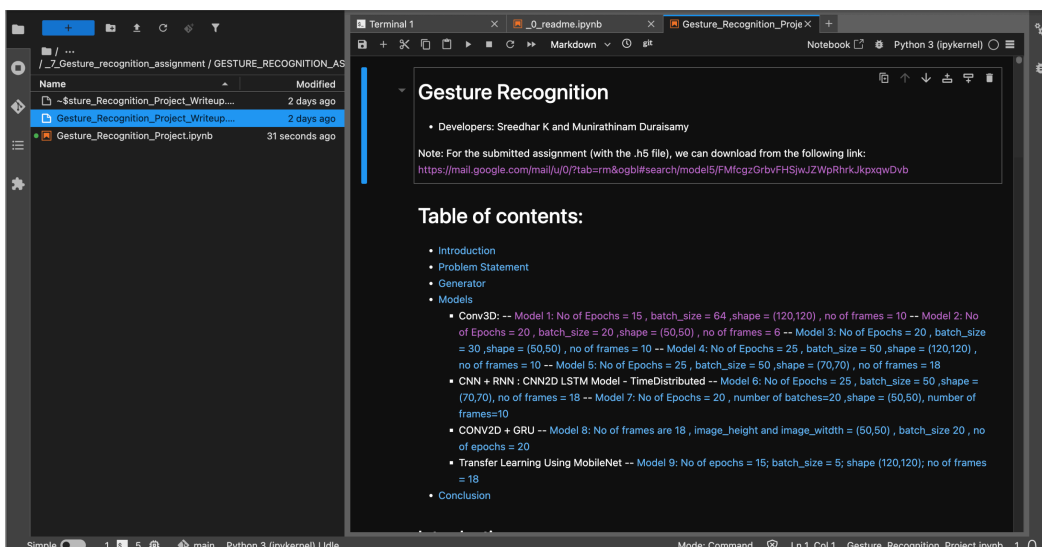 Terminal 1
_0_readme.ipynb
Gesture_Recognition_Proje
Markdown
git
Notebook
Python 3 (ipykernel)
/ ...
/ _7_Gesture_recognition_assignment / GESTURE_RECOGNITION_AS
Name
Modified
~$sture_Recognition_Project_Writeup....
2 days ago
Gesture_Recognition_Project_Writeup....
2 days ago
Gesture_Recognition_Project.ipynb
31 seconds ago
Gesture Recognition
• Developers: Sreedhar K and Munirathinam Duraisamy
Note: For the submitted assignment (with the .h5 file), we can download from the following link:
https://mail.google.com/mail/u/0/?tab=rm&ogbl#search/model5/FMfcgzGrbvFHSjwJZWpRhrkJkpxqwDvb
Table of contents:
• Introduction
• Problem Statement
• Generator
• Models
▪ Conv3D: -- Model 1: No of Epochs = 15 , batch_size = 64 ,shape = (120,120) , no of frames = 10 -- Model 2: No
of Epochs = 20 , batch_size = 20 ,shape = (50,50) , no of frames = 6 -- Model 3: No of Epochs = 20 , batch_size
= 30 ,shape = (50,50) , no of frames = 10 -- Model 4: No of Epochs = 25 , batch_size = 50 ,shape = (120,120) ,
no of frames = 10 -- Model 5: No of Epochs = 25 , batch_size = 50 ,shape = (70,70) , no of frames = 18
▪ CNN + RNN : CNN2D LSTM Model - TimeDistributed -- Model 6: No of Epochs = 25 , batch_size = 50 ,shape =
(70,70), no of frames = 18 -- Model 7: No of Epochs = 20 , number of batches=20 ,shape = (50,50), number of
frames=10
▪ CONV2D + GRU -- Model 8: No of frames are 18 , image_height and image_witdth = (50,50) , batch_size 20 , no
of epochs = 20
▪ Transfer Learning Using MobileNet -- Model 9: No of epochs = 15; batch_size = 5; shape (120,120); no of frames
= 18
• Conclusion
Simple
1
5
main
Python 3 (ipykernel) | Idle
Mode: Command
Ln 1, Col 1
Gesture_Recognition_Project.ipynb
1